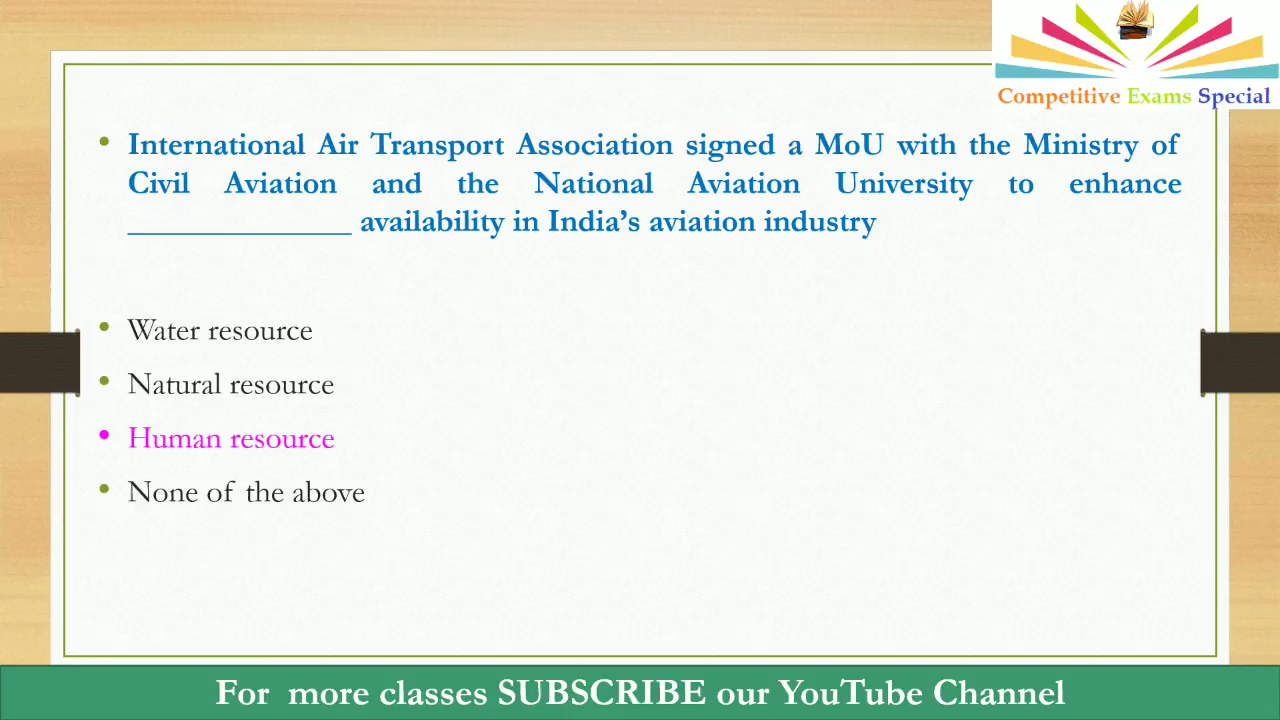 Competitive Exams Special
• International Air Transport Association signed a MoU with the Ministry of
Civil Aviation and the National Aviation University to enhance
_______________ availability in India’s aviation industry
• Water resource
• Natural resource
• Human resource
• None of the above
For more classes SUBSCRIBE our YouTube Channel